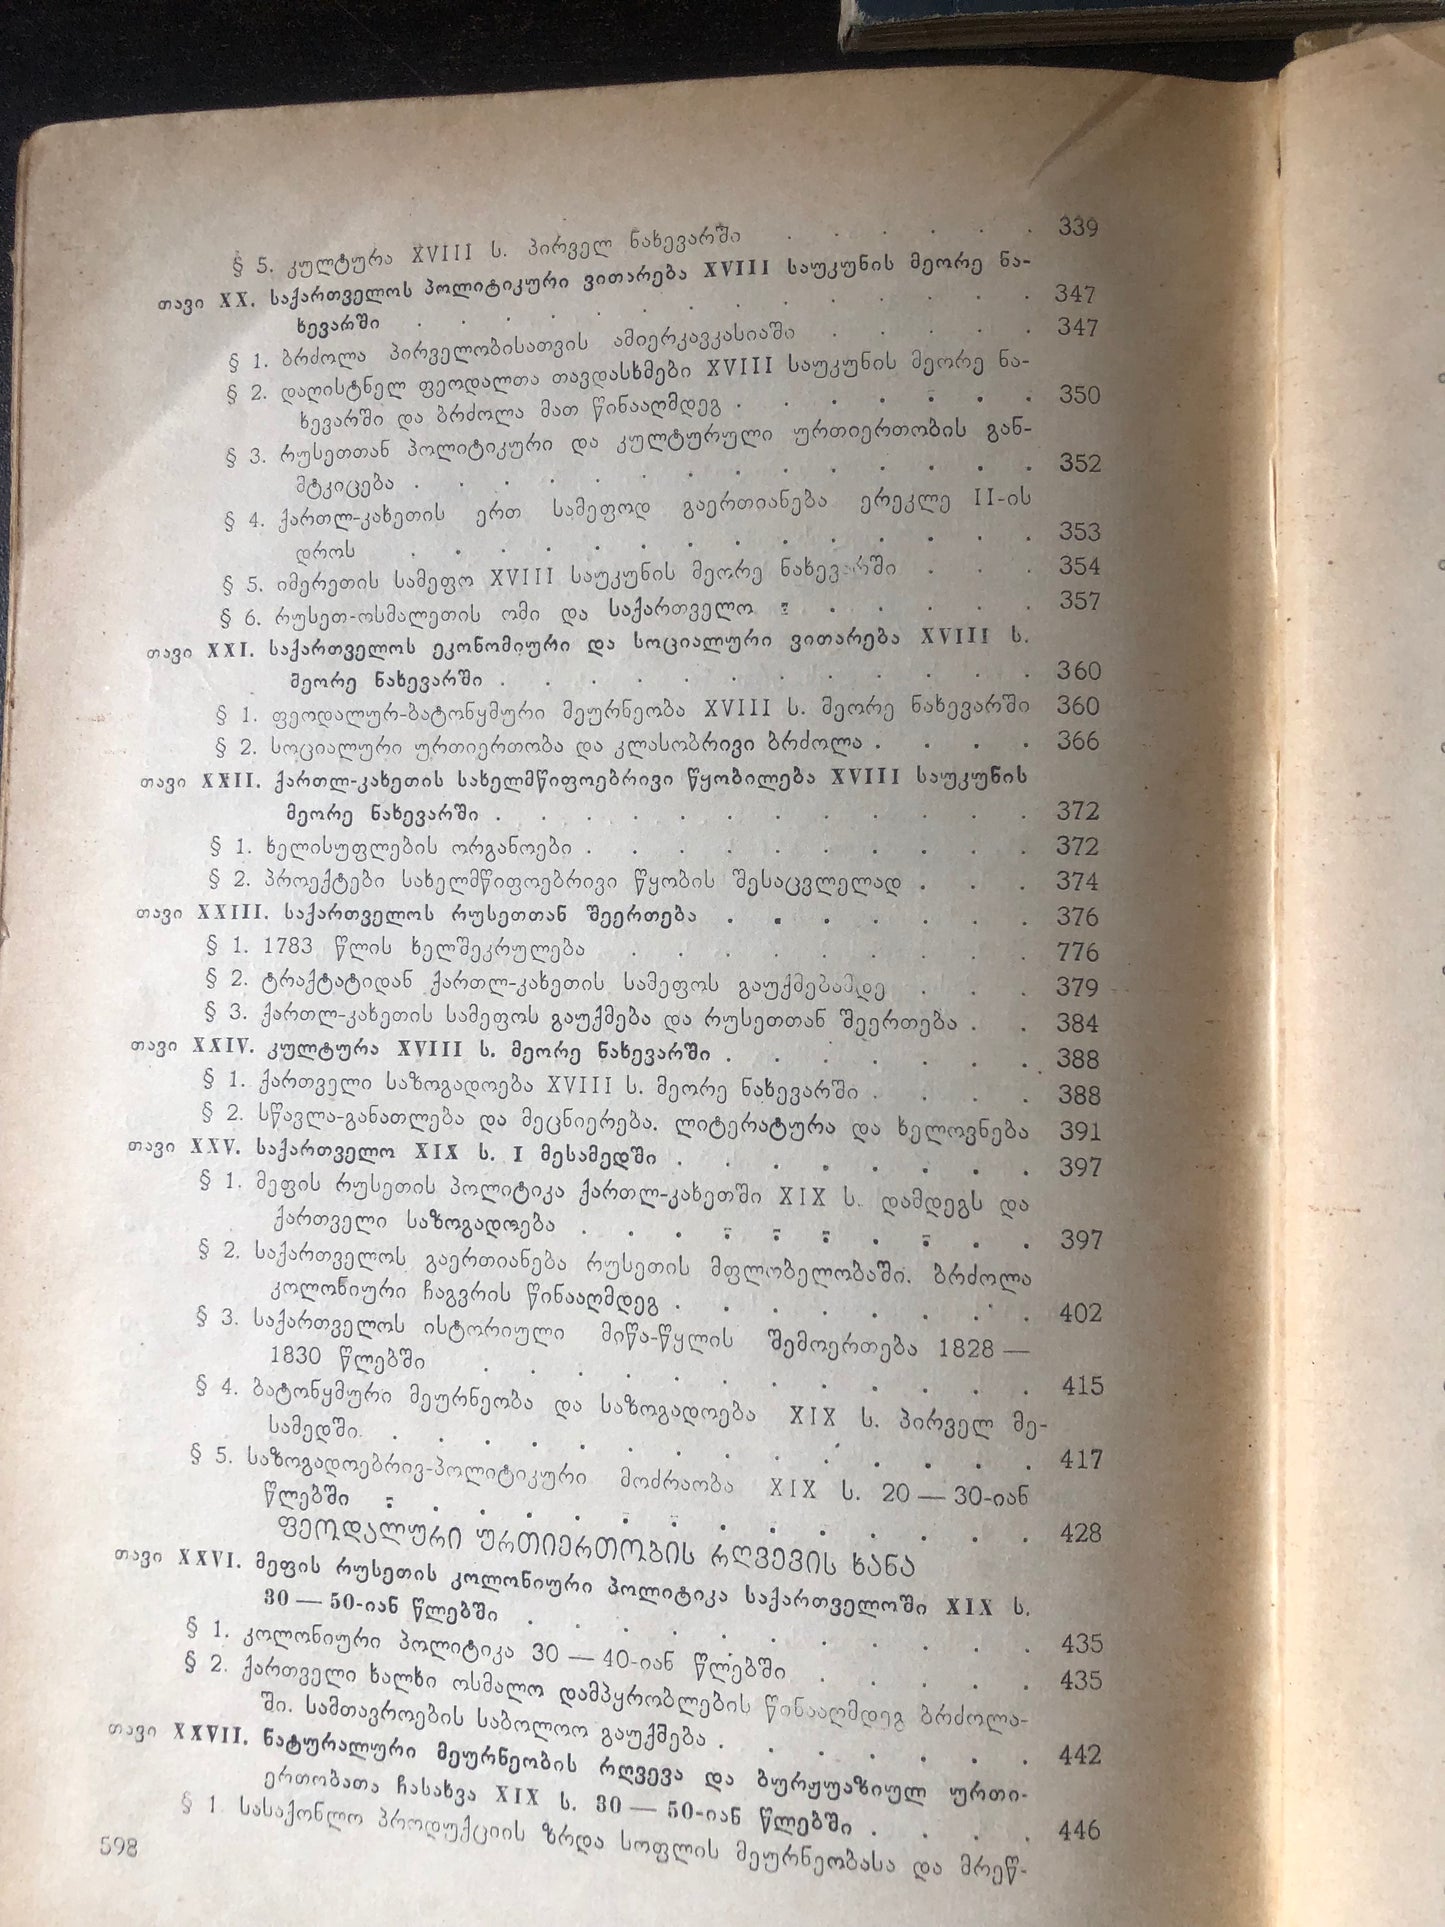 § 5. კულტურა XVIII ს. პირველ ნახევარში . . . . . . 339
თავი XX. საქართველოს პოლიტიკური ვითარება XVIII საუკუნის მეორე ნა-
ხევარში . . . . . . . . . . . . . . 347
§ 1. ბრძოლა პირველობისათვის ამიერკავკასიაში . . . . . 347
§ 2. დაღისტნელ ფეოდალთა თავდასხმები XVIII საუკუნის მეორე ნა-
ხევარში და ბრძოლა მათ წინააღმდეგ . . . . . . . 350
§ 3. რუსეთთან პოლიტიკური და კულტურული ურთიერთობის გან-
მტკიცება . . . . . . . . . . . . . . 352
§ 4. ქართლ-კახეთის ერთ სამეფოდ გაერთიანება ერეკლე II-ის
დროს . . . . . . . . . . . . . . 353
§ 5. იმერეთის სამეფო XVIII საუკუნის მეორე ნახევარში . . . 354
§ 6. რუსეთ-ოსმალეთის ომი და საქართველო . . . . . . 357
თავი XXI. საქართველოს ეკონომიური და სოციალური ვითარება XVIII ს.
მეორე ნახევარში . . . . . . . . . . . . 360
§ 1. ფეოდალურ-ბატონყმური მეურნეობა XVIII ს. მეორე ნახევარში 360
§ 2. სოციალური ურთიერთობა და კლასობრივი ბრძოლა . . . . 366
თავი XXII. ქართლ-კახეთის სახელმწიფოებრივი წყობილება XVIII საუკუნის
მეორე ნახევარში . . . . . . . . . . . . 372
§ 1. ხელისუფლების ორგანოები . . . . . . . . . . 372
§ 2. პროექტები სახელმწიფოებრივი წყობის შესაცვლელად . . . 374
თავი XXIII. საქართველოს რუსეთთან შეერთება . . . . . . . 376
§ 1. 1783 წლის ხელშეკრულება . . . . . . . . . 776
§ 2. ტრაქტატიდან ქართლ-კახეთის სამეფოს გაუქმებამდე . . . 379
§ 3. ქართლ-კახეთის სამეფოს გაუქმება და რუსეთთან შეერთება . . 384
თავი XXIV. კულტურა XVIII ს. მეორე ნახევარში . . . . . . . 388
§ 1. ქართველი საზოგადოება XVIII ს. მეორე ნახევარში . . . . 388
§ 2. სწავლა-განათლება და მეცნიერება. ლიტერატურა და ხელოვნება 391
თავი XXV. საქართველო XIX ს. I მესამედში . . . . . . . . 397
§ 1. მეფის რუსეთის პოლიტიკა ქართლ-კახეთში XIX ს. დამდეგს და
ქართველი საზოგადოება . . . . . . . . . . 397
§ 2. საქართველოს გაერთიანება რუსეთის მფლობელობაში. ბრძოლა
კოლონიური ჩაგვრის წინააღმდეგ . . . . . . . . 402
§ 3. საქართველოს ისტორიული მიწა-წყლის შემოერთება 1828 —
1830 წლებში . . . . . . . . . . . . 415
§ 4. ბატონყმური მეურნეობა და საზოგადოება XIX ს. პირველ მე-
სამედში . . . . . . . . . . . . . . 417
§ 5. საზოგადოებრივ-პოლიტიკური მოძრაობა XIX ს. 20 — 30-იან
წლებში . . . . . . . . . . . . . . 428
ფეოდალური ურთიერთობის რღვევის ხანა
თავი XXVI. მეფის რუსეთის კოლონიური პოლიტიკა საქართველოში XIX ს.
30 — 50-იან წლებში . . . . . . . . . . . 435
§ 1. კოლონიური პოლიტიკა 30 — 40-იან წლებში . . . . . 435
§ 2. ქართველი ხალხი ოსმალო დამპყრობლების წინააღმდეგ ბრძოლა-
ში. სამთავროების საბოლოო გაუქმება . . . . . . . 442
თავი XXVII. ნატურალური მეურნეობის რღვევა და ბურჟუაზიულ ურთი-
ერთობათა ჩასახვა XIX ს. 30 — 50-იან წლებში . . . . 446
§ 1. სასაქონლო პროდუქციის ზრდა სოფლის მეურნეობასა და მრეწ-
598